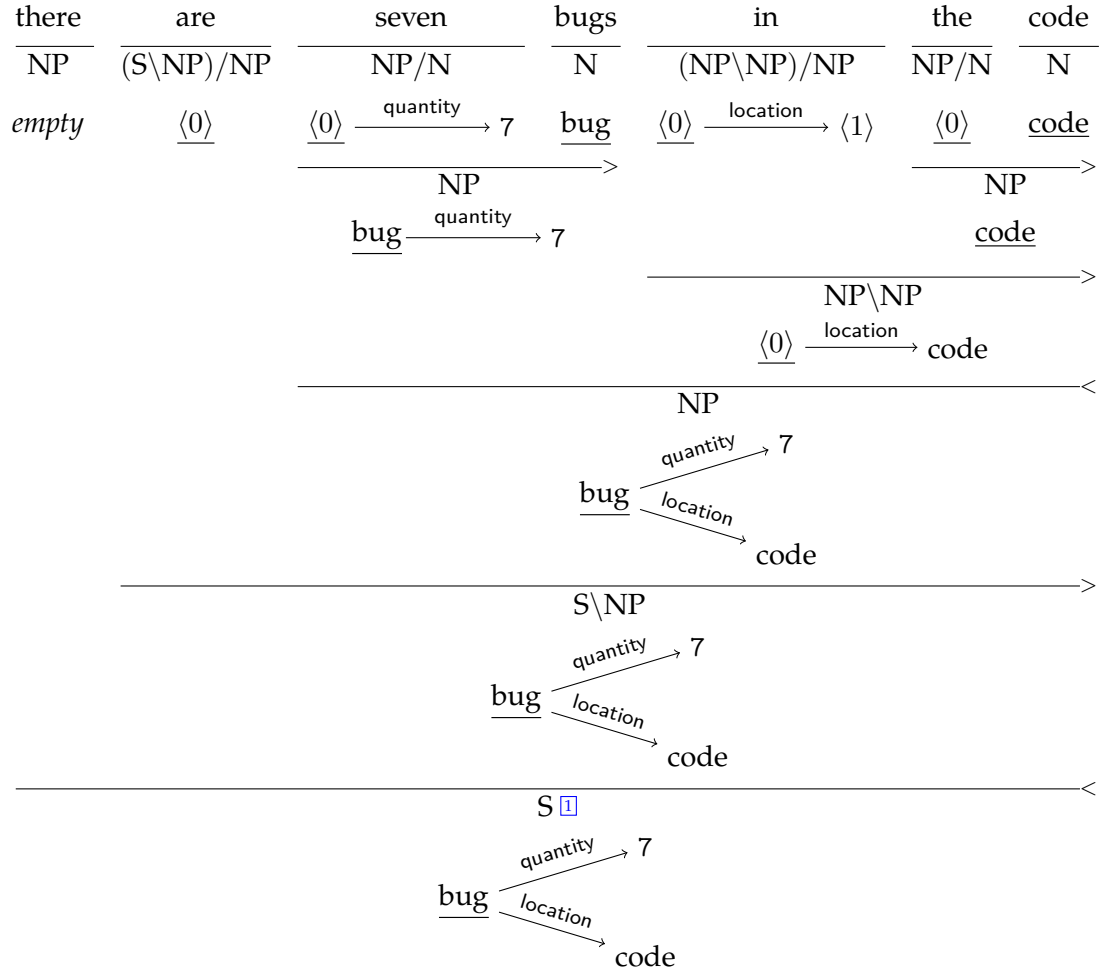 there are seven bugs in the code
NP (S\NP)/NP NP/N N (NP\NP)/NP NP/N N
empty ⟨0⟩ ⟨0⟩ quantity 7 bug ⟨0⟩ location ⟨1⟩ ⟨0⟩ code
> >
NP NP
bug quantity 7 code
>
NP\NP
⟨0⟩ location code
<
NP
quantity 7
bug
location
code
>
S\NP
quantity 7
bug
location
code
<
S 1
quantity 7
bug
location
code